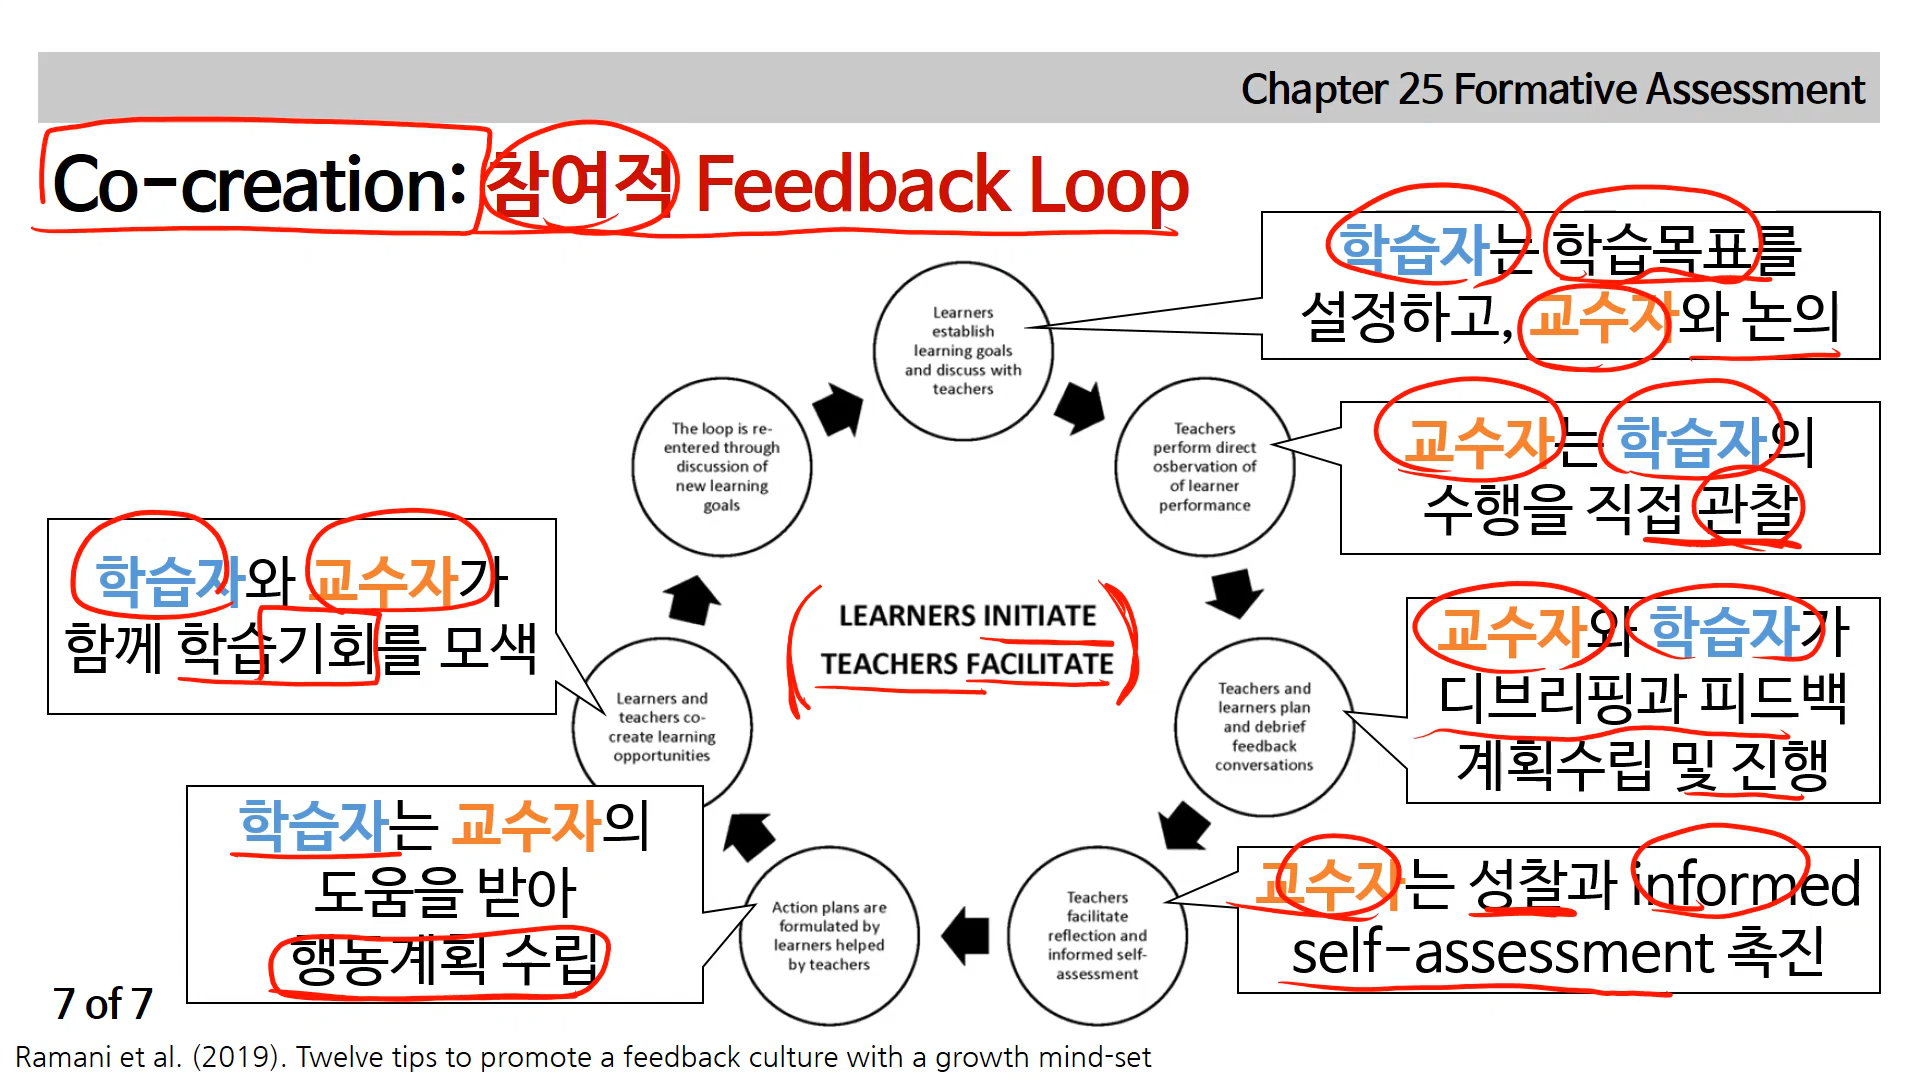 Chapter 25 Formative Assessment
Co-creation: 참여적 Feedback Loop
학습자는 학습목표를
설정하고, 교수자와 논의
Learners
establish
learning goals
and discuss with
teachers
교수자는 학습자의
수행을 직접 관찰
Teachers
perform direct
osbervation of
of learner
performance
교수자와 학습자가
디브리핑과 피드백
계획수립 및 진행
Teachers and
learners plan
and debrief
feedback
conversations
교수자는 성찰과 informed
self-assessment 촉진
Teachers
facilitate
reflection and
informed self-
assessment
학습자는 교수자의
도움을 받아
행동계획 수립
Action plans are
formulated by
learners helped
by teachers
학습자와 교수자가
함께 학습기회를 모색
Learners and
teachers co-
create learning
opportunities
The loop is re-
entered through
discussion of
new learning
goals
LEARNERS INITIATE
TEACHERS FACILITATE
7 of 7
Ramani et al. (2019). Twelve tips to promote a feedback culture with a growth mind-set